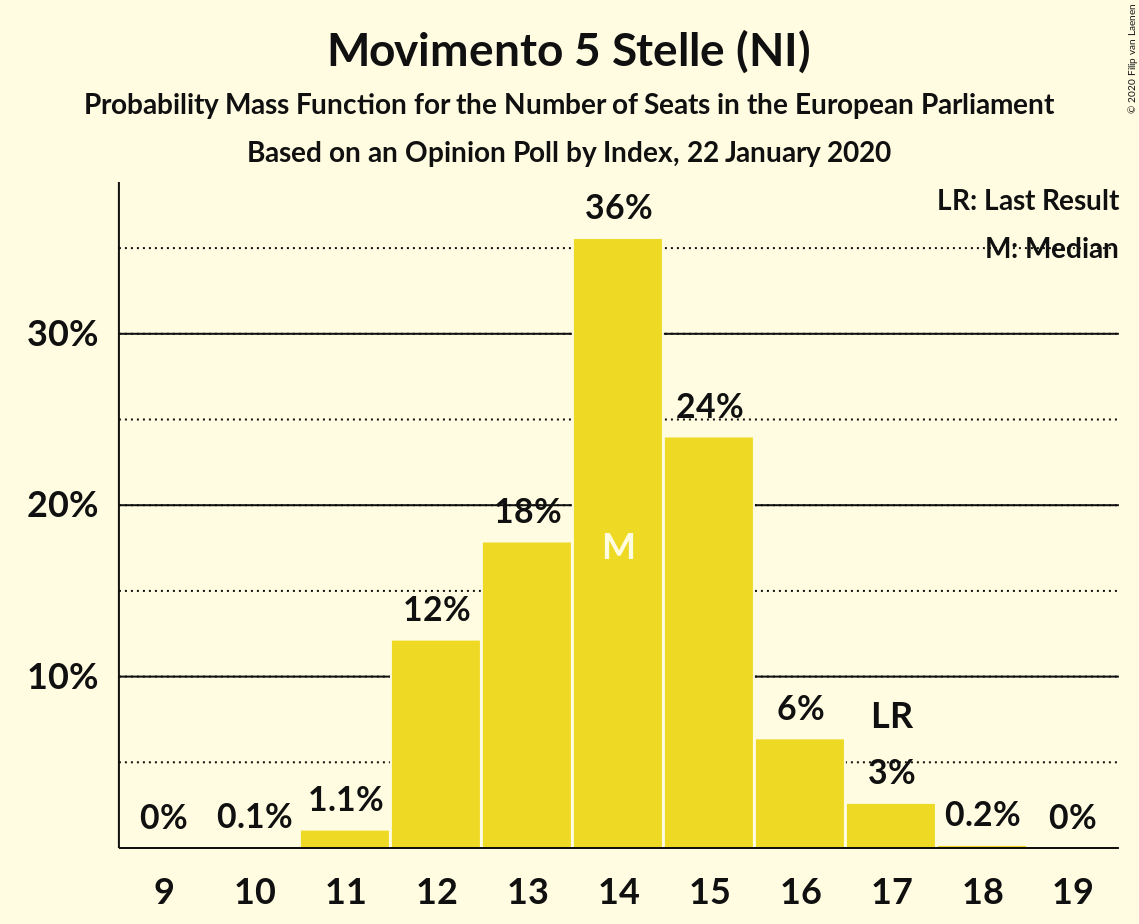 Movimento 5 Stelle (NI)
Probability Mass Function for the Number of Seats in the European Parliament
Based on an Opinion Poll by Index, 22 January 2020
© 2020 Filip van Laenen
LR: Last Result
M: Median
36%
30%
24%
20%
18%
M
12%
10%
6%
LR
3%
1.1%
0%
0.1%
0.2%
0%
9 10 11 12 13 14 15 16 17 18 19